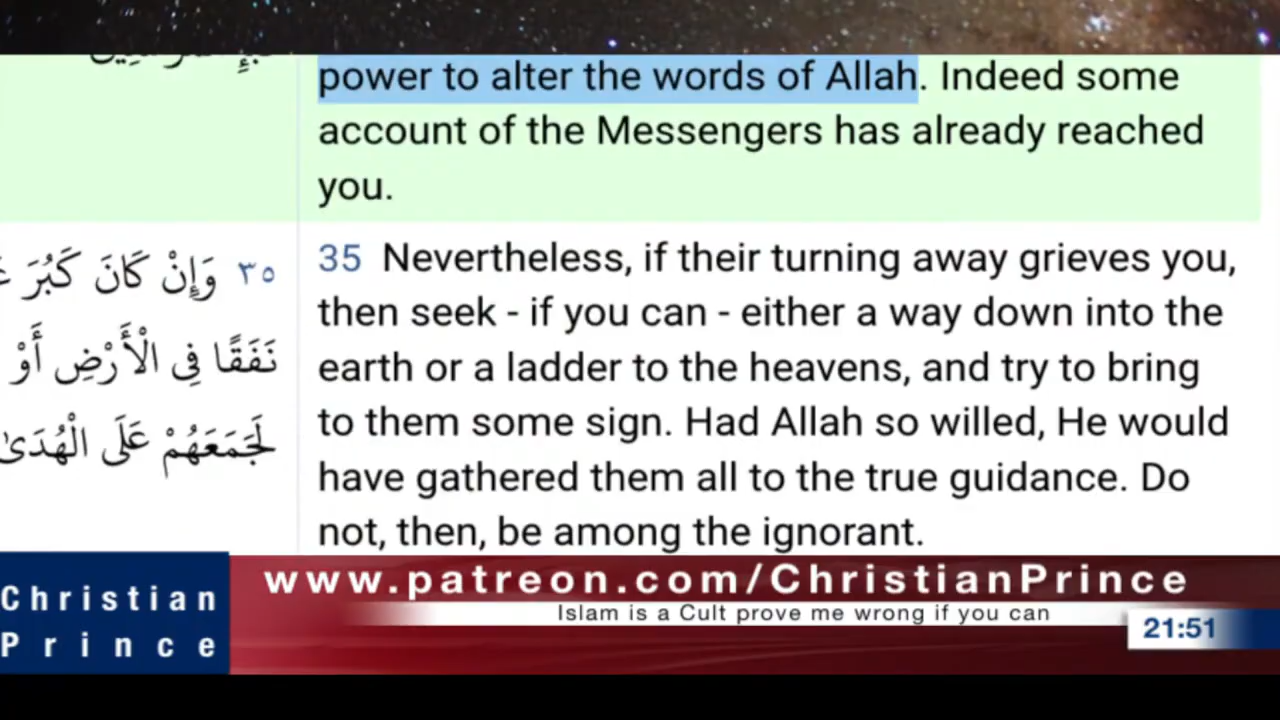 power to alter the words of Allah. Indeed some
account of the Messengers has already reached
you.
٣٥ وَإِنْ كَانَ كَبُرَ
نَفَقًا فِى الْأَرْضِ أَوْ
لَجَمَعَهُمْ عَلَى الْهُدَىٰ
35 Nevertheless, if their turning away grieves you,
then seek - if you can - either a way down into the
earth or a ladder to the heavens, and try to bring
to them some sign. Had Allah so willed, He would
have gathered them all to the true guidance. Do
not, then, be among the ignorant.
Christian
Prince
www.patreon.com/ChristianPrince
Islam is a Cult prove me wrong if you can
21:51